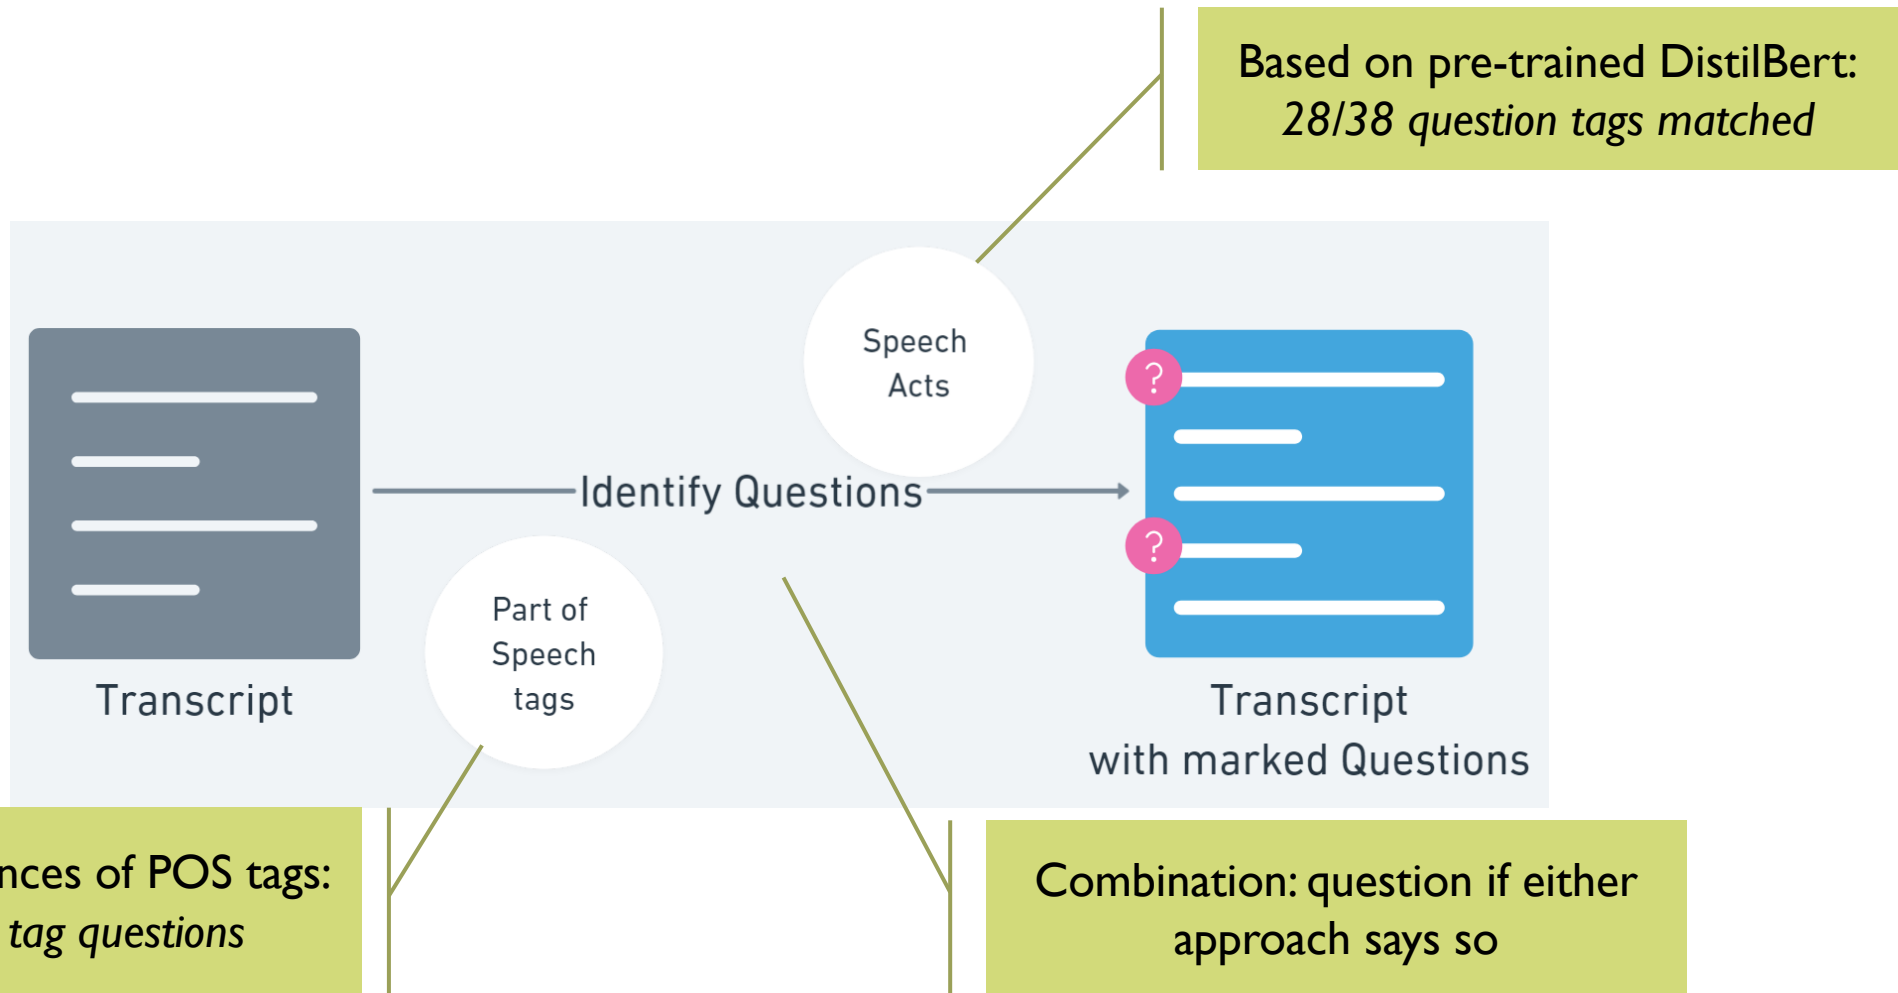 Based on pre-trained DistilBert:
28/38 question tags matched
Speech
Acts
?
Identify Questions
?
Part of
Speech
tags
Transcript
Transcript
with marked Questions
of POS tags:
tag questions
Combination: question if either
approach says so